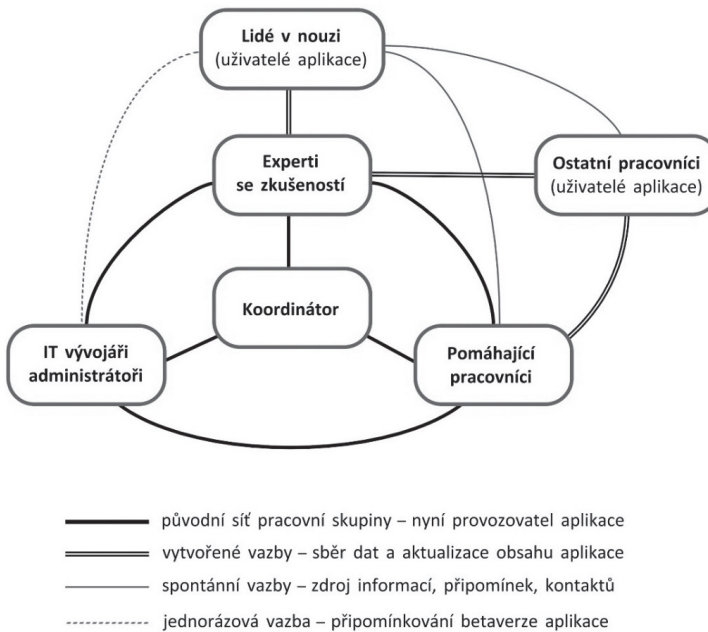 Lidé v nouzi
(uživatelé aplikace)
Experti
se zkušeností
Ostatní pracovníci
(uživatelé aplikace)
Koordinátor
IT vývojáři
administrátoři
Pomáhající
pracovníci
původní síť pracovní skupiny – nyní provozovatel aplikace
vytvořené vazby – sběr dat a aktualizace obsahu aplikace
spontánní vazby – zdroj informací, připomínek, kontaktů
jednorázová vazba – připomínkování betaverze aplikace